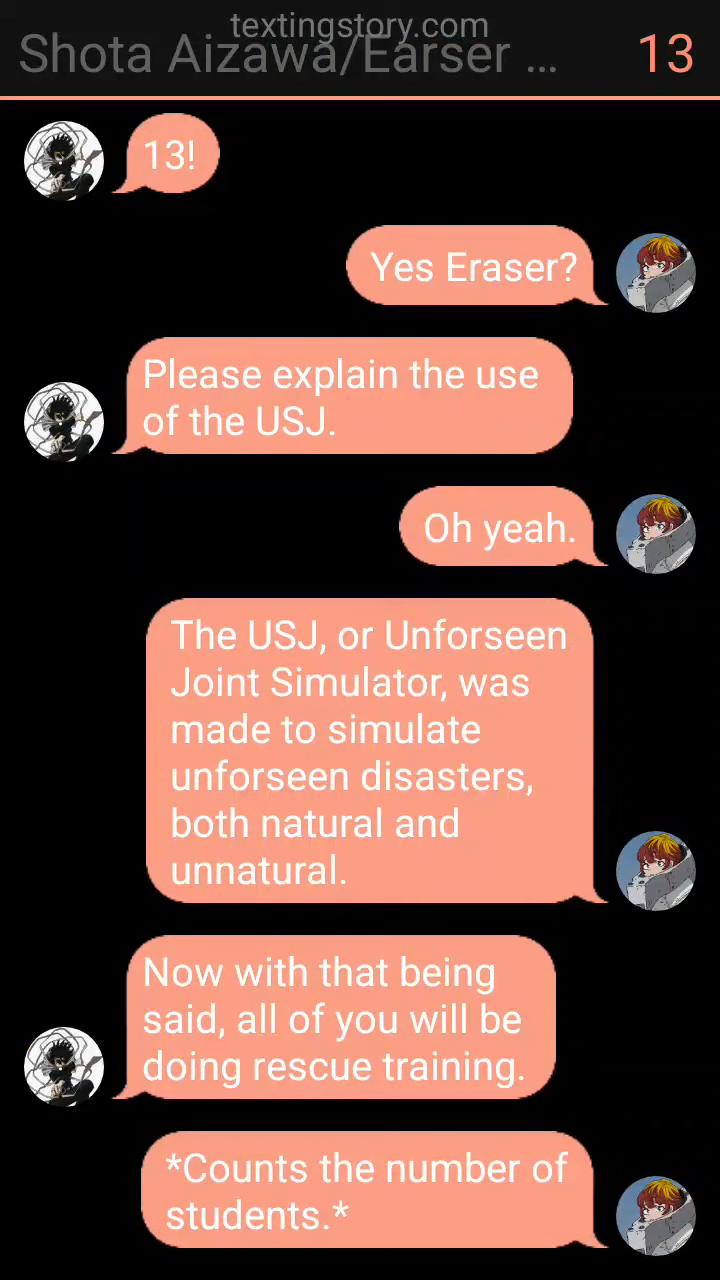 textingstory.com
Shota Aizawa/Earser ...
13
13!
Yes Eraser?
Please explain the use
of the USJ.
Oh yeah.
The USJ, or Unforseen
Joint Simulator, was
made to simulate
unforseen disasters,
both natural and
unnatural.
Now with that being
said, all of you will be
doing rescue training.
*Counts the number of
students.*